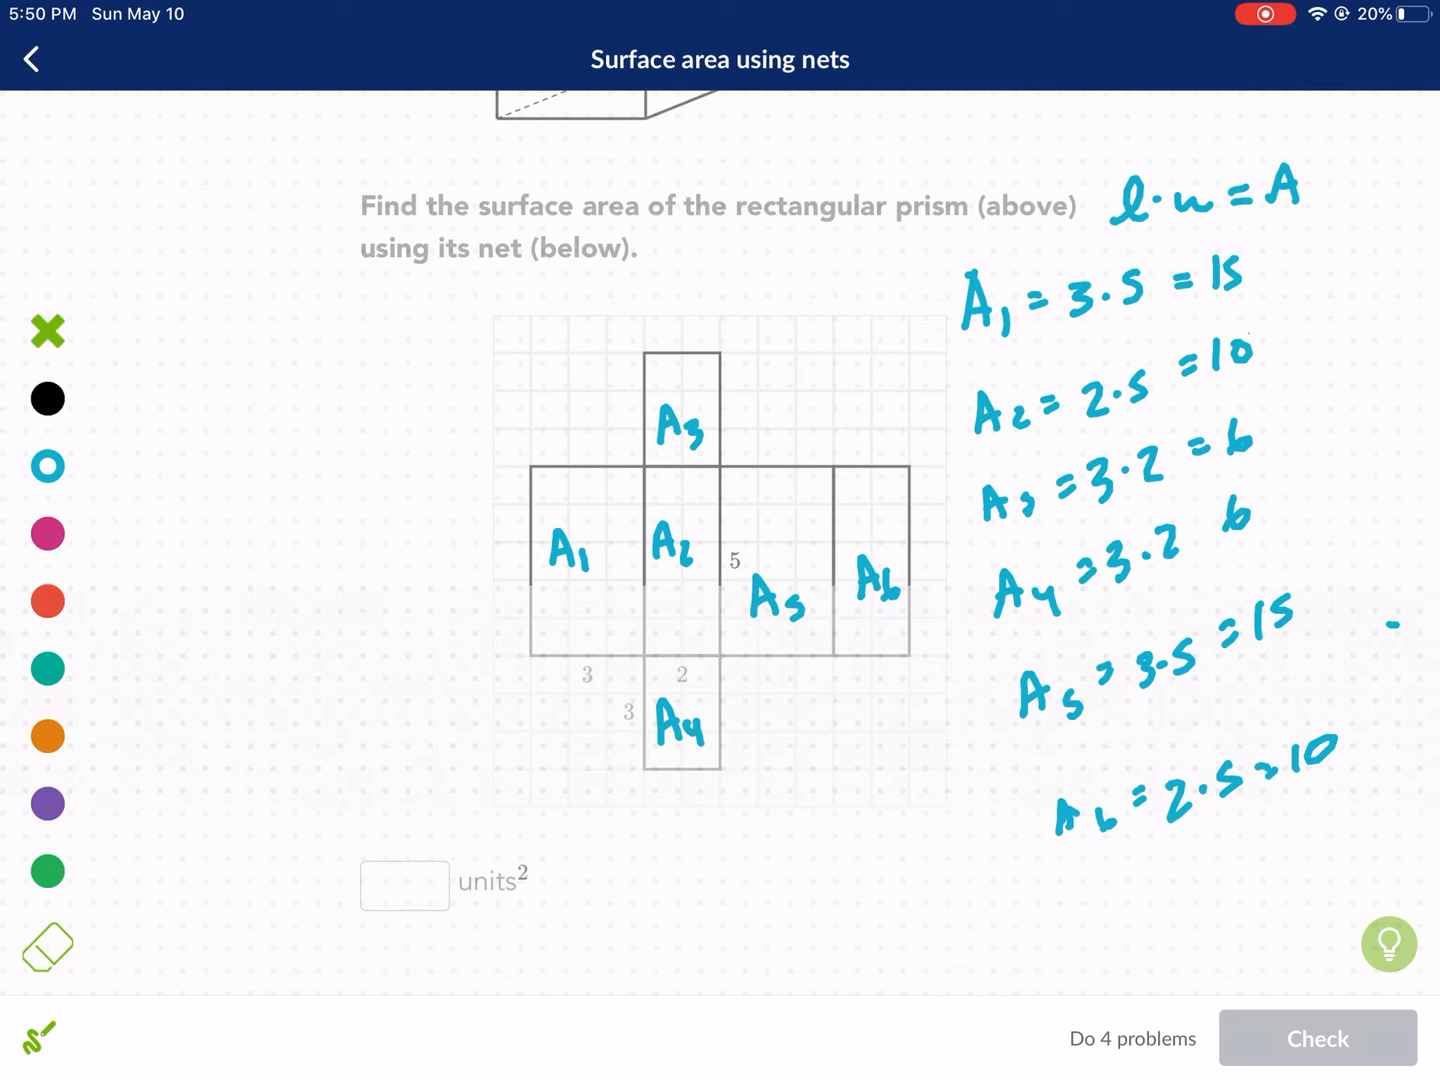 5:50 PM Sun May 10
20%
Surface area using nets
Find the surface area of the rectangular prism (above)
using its net (below).
l · w = A
A₁ = 3 · 5 = 15
A₂ = 2 · 5 = 10
A₃ = 3 · 2 = 6
A₄ = 3 · 2 6
A₅ = 3 · 5 = 15
A₆ = 2 · 5 = 10
A₃
A₁
A₂
5
A₅
A₆
3
2
3
A₄
units²
Do 4 problems
Check